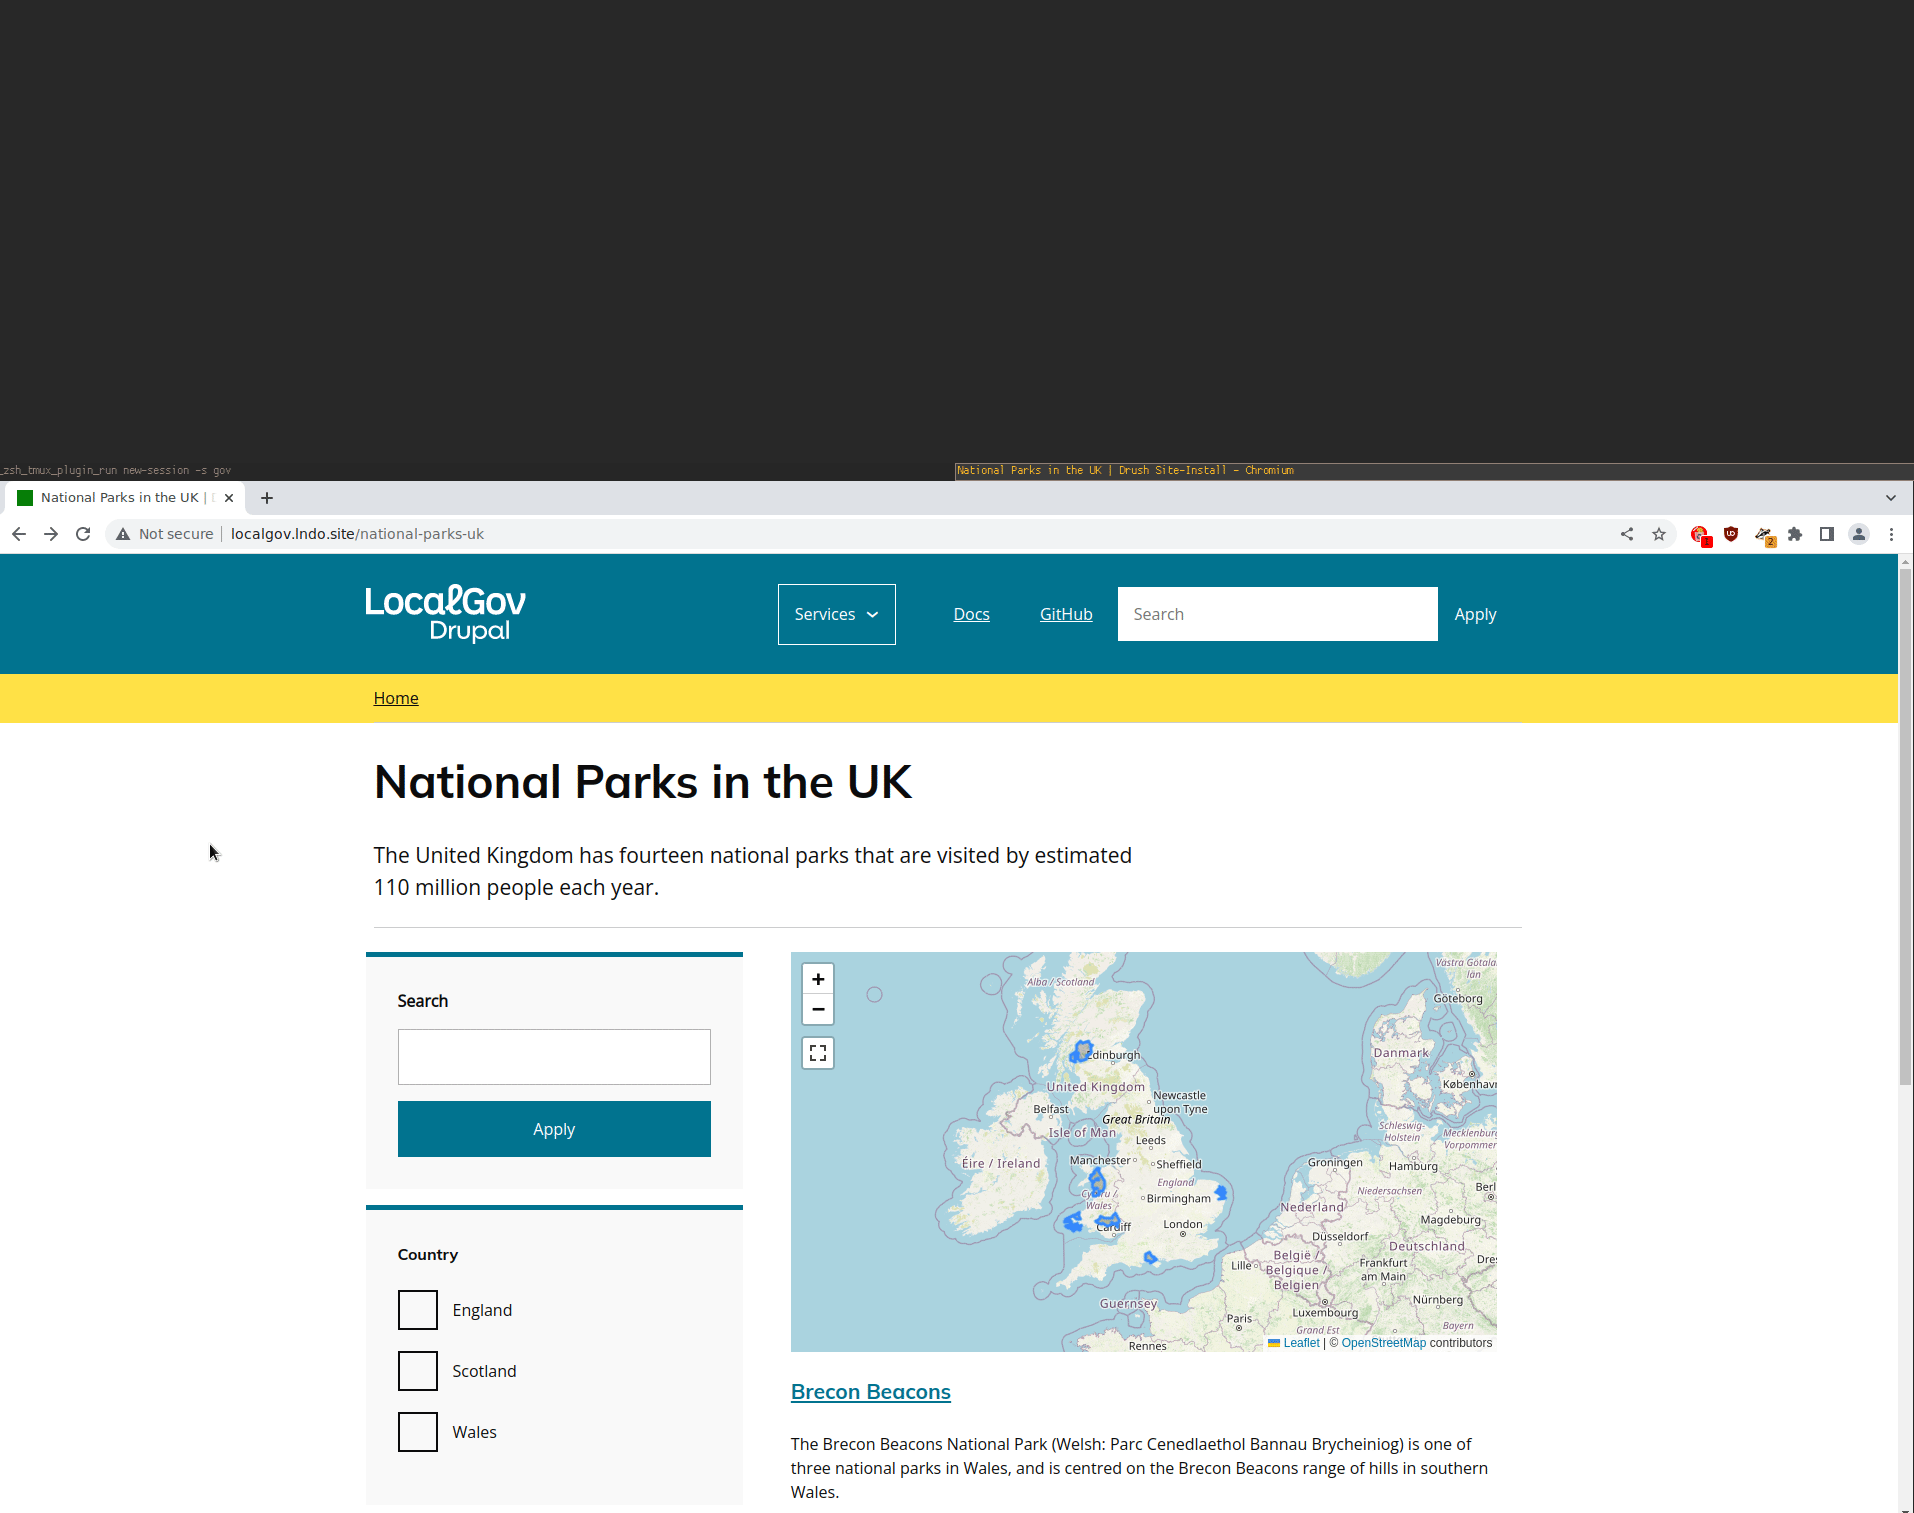 _zsh_tmux_plugin_run new-session -s gov
National Parks in the UK | Drush Site-Install - Chromium
National Parks in the UK |
Not secure
localgov.lndo.site/national-parks-uk
1
2
LocalGov
Drupal
Services
Docs
GitHub
Search
Apply
Home
National Parks in the UK
The United Kingdom has fourteen national parks that are visited by estimated
110 million people each year.
Search
Apply
Country
England
Scotland
Wales
+
−
Alba / Scotland
Västra Götala
län
Göteborg
Edinburgh
Danmark
United Kingdom
Københavr
Newcastle
upon Tyne
Belfast
Great Britain
Isle of Man
Leeds
Schleswig-
Holstein
Mecklenburg
Vorpommer
Manchester
Sheffield
Éire / Ireland
Groningen
Hamburg
England
Cymru /
Wales
Birmingham
Niedersachsen
Berl
Nederland
Cardiff
London
Magdeburg
Düsseldorf
Deutschland
België /
Belgique /
Belgien
Lille
Frankfurt
am Main
Dre
Guernsey
Nürnberg
Luxembourg
Paris
Grand Est
Bayern
Rennes
Leaflet | © OpenStreetMap contributors
Brecon Beacons
The Brecon Beacons National Park (Welsh: Parc Cenedlaethol Bannau Brycheiniog) is one of
three national parks in Wales, and is centred on the Brecon Beacons range of hills in southern
Wales.